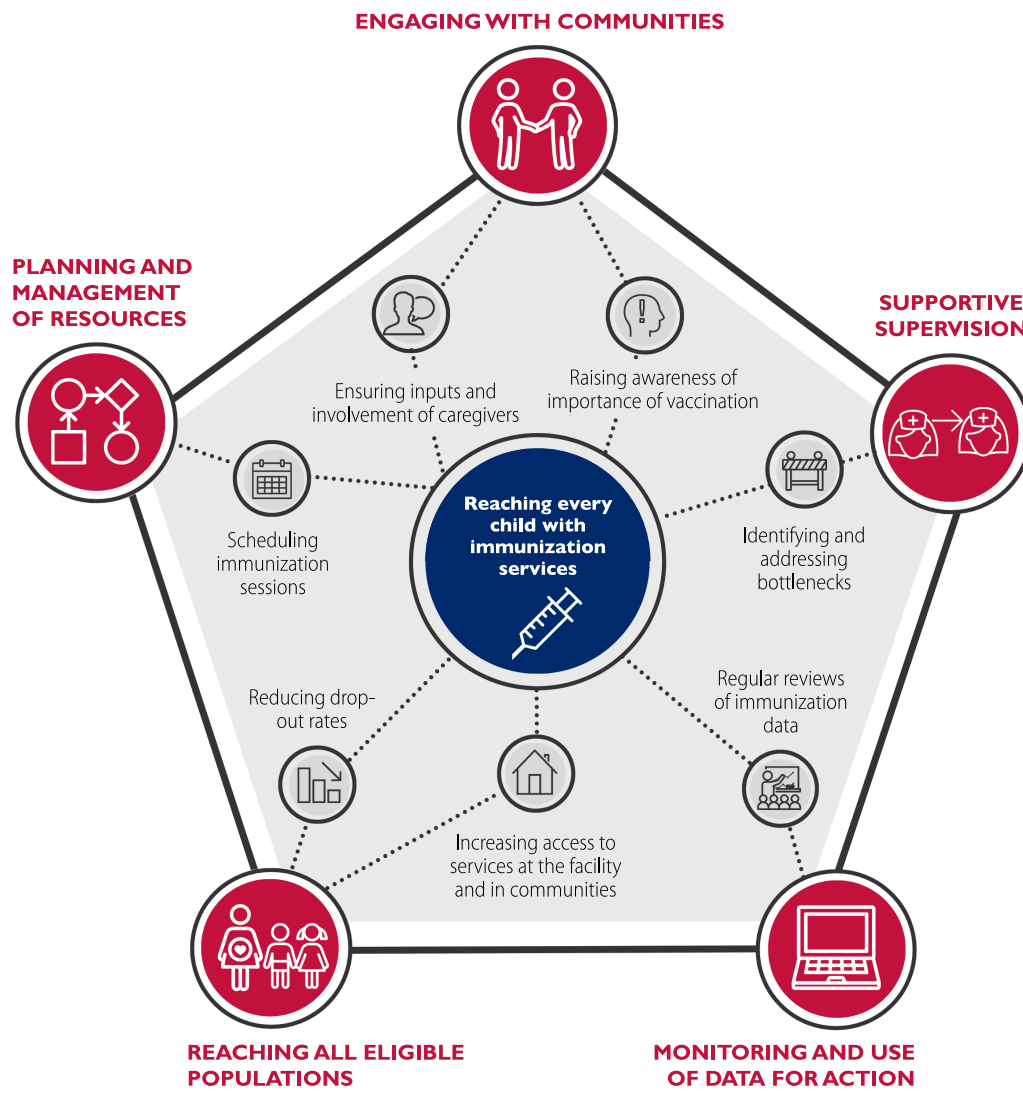 ENGAGING WITH COMMUNITIES
PLANNING AND
MANAGEMENT
OF RESOURCES
SUPPORTIVE
SUPERVISION
Ensuring inputs and
involvement of caregivers
Raising awareness of
importance of vaccination
Scheduling
immunization
sessions
Reaching every
child with
immunization
services
Identifying and
addressing
bottlenecks
Reducing drop-
out rates
Regular reviews
of immunization
data
Increasing access to
services at the facility
and in communities
REACHING ALL ELIGIBLE
POPULATIONS
MONITORING AND USE
OF DATA FOR ACTION